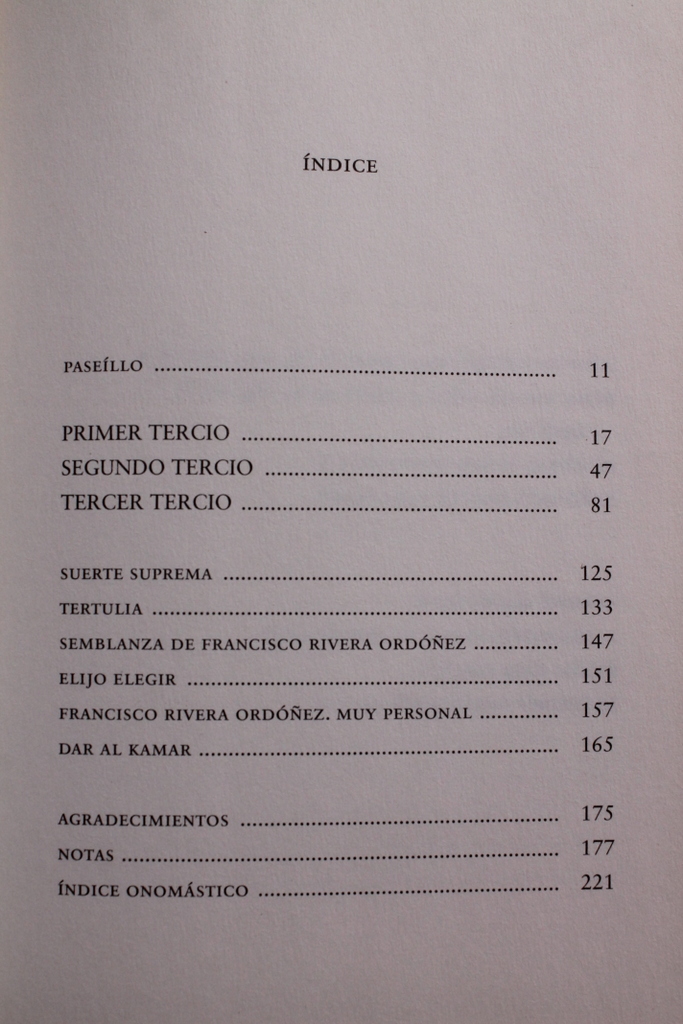 ÍNDICE
PASEÍLLO ........................................................ 11
PRIMER TERCIO ........................................................ 17
SEGUNDO TERCIO ........................................................ 47
TERCER TERCIO ........................................................ 81
SUERTE SUPREMA ........................................................ 125
TERTULIA ........................................................ 133
SEMBLANZA DE FRANCISCO RIVERA ORDÓÑEZ .............. 147
ELIJO ELEGIR ........................................................ 151
FRANCISCO RIVERA ORDÓÑEZ. MUY PERSONAL ............. 157
DAR AL KAMAR ........................................................ 165
AGRADECIMIENTOS ........................................................ 175
NOTAS ........................................................ 177
ÍNDICE ONOMÁSTICO ........................................................ 221